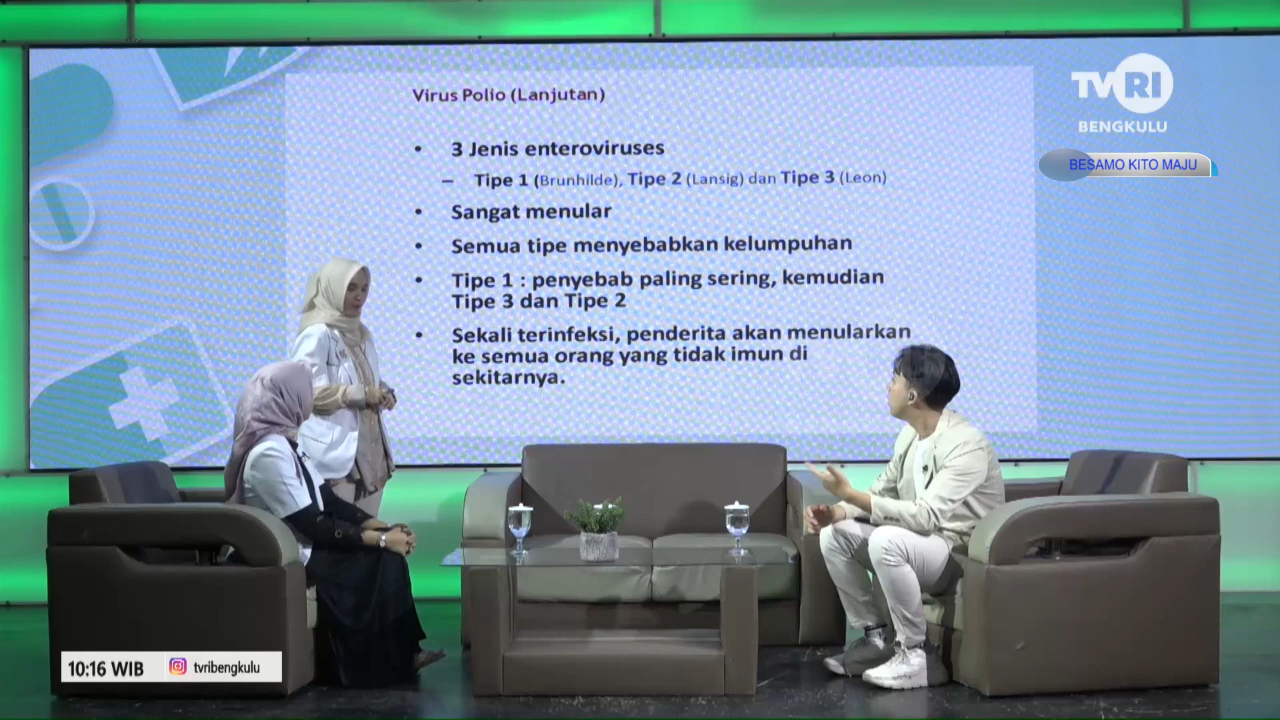 Virus Polio (Lanjutan)
• 3 Jenis enteroviruses
– Tipe 1 (Brunhilde), Tipe 2 (Lansig) dan Tipe 3 (Leon)
• Sangat menular
• Semua tipe menyebabkan kelumpuhan
• Tipe 1 : penyebab paling sering, kemudian
Tipe 3 dan Tipe 2
• Sekali terinfeksi, penderita akan menularkan
ke semua orang yang tidak imun di
sekitarnya.
TVRI
BENGKULU
BESAMO KITO MAJU
10:16 WIB
tvribengkulu